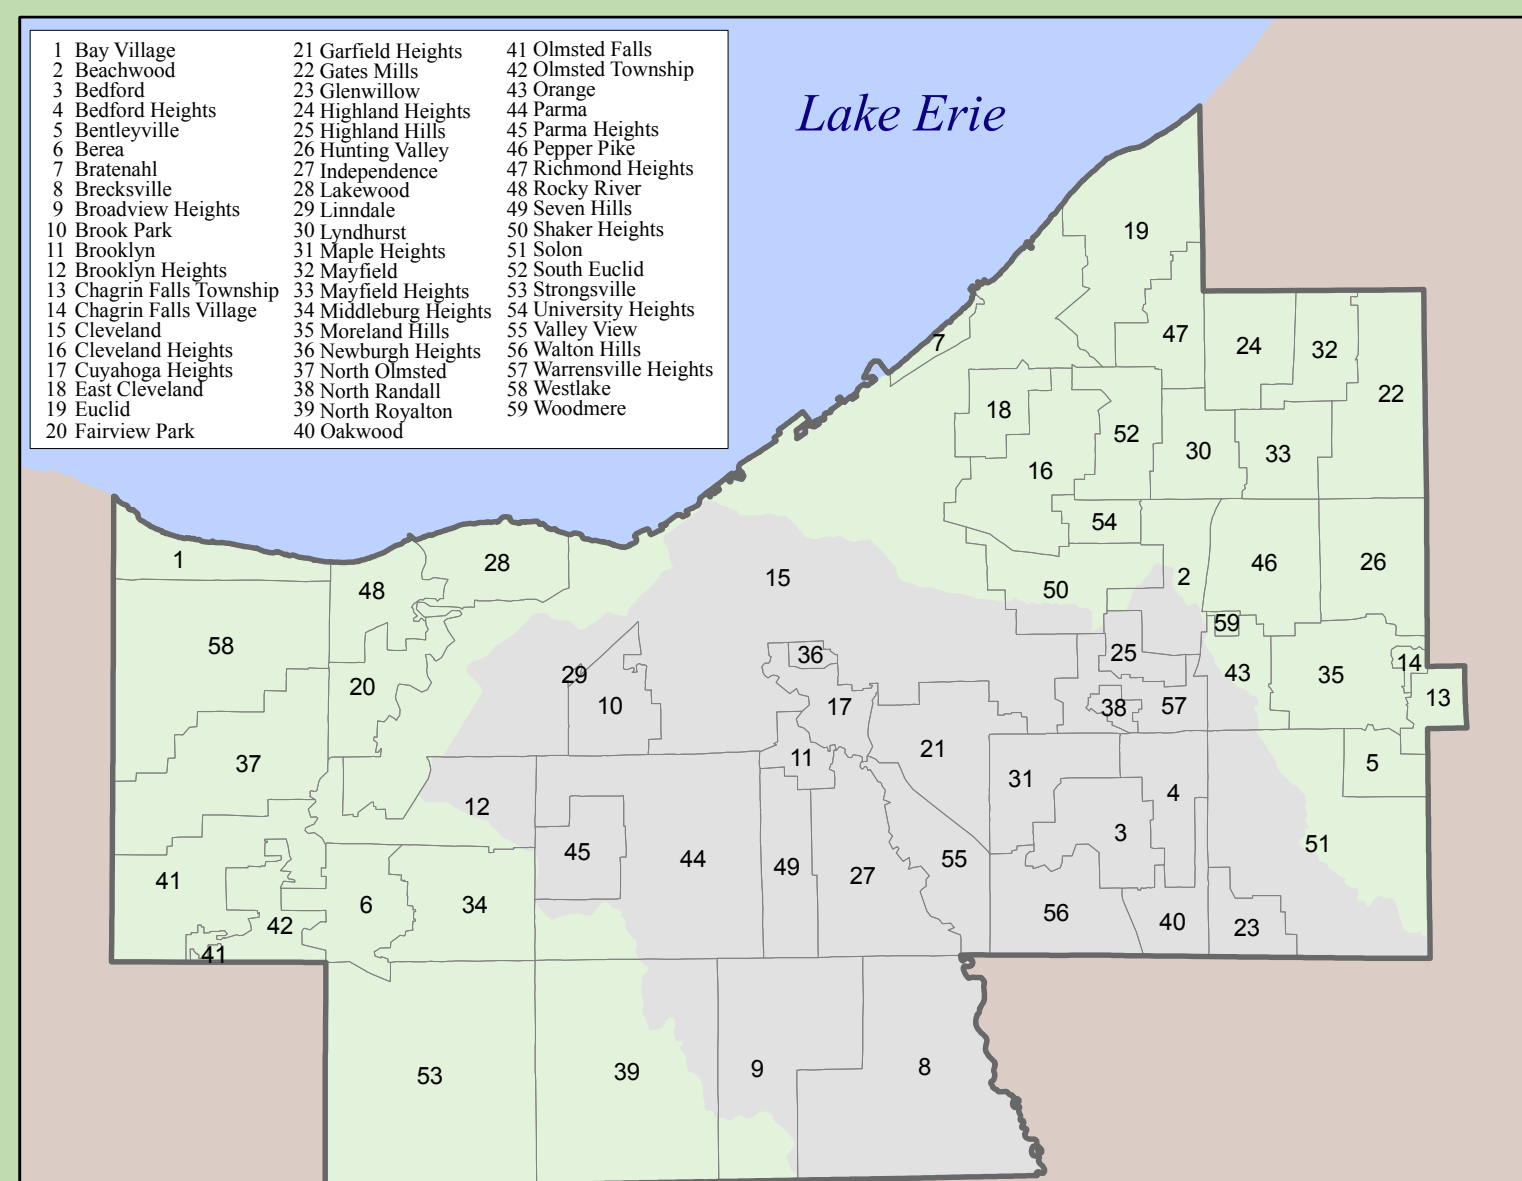 1 Bay Village
2 Beachwood
3 Bedford
4 Bedford Heights
5 Bentleyville
6 Berea
7 Bratenahl
8 Brecksville
9 Broadview Heights
10 Brook Park
11 Brooklyn
12 Brooklyn Heights
13 Chagrin Falls Township
14 Chagrin Falls Village
15 Cleveland
16 Cleveland Heights
17 Cuyahoga Heights
18 East Cleveland
19 Euclid
20 Fairview Park
21 Garfield Heights
22 Gates Mills
23 Glenwillow
24 Highland Heights
25 Highland Hills
26 Hunting Valley
27 Independence
28 Lakewood
29 Linndale
30 Lyndhurst
31 Maple Heights
32 Mayfield
33 Mayfield Heights
34 Middleburg Heights
35 Moreland Hills
36 Newburgh Heights
37 North Olmsted
38 North Randall
39 North Royalton
40 Oakwood
41 Olmsted Falls
42 Olmsted Township
43 Orange
44 Parma
45 Parma Heights
46 Pepper Pike
47 Richmond Heights
48 Rocky River
49 Seven Hills
50 Shaker Heights
51 Solon
52 South Euclid
53 Strongsville
54 University Heights
55 Valley View
56 Walton Hills
57 Warrensville Heights
58 Westlake
59 Woodmere
Lake Erie
19
47
7
24
32
22
18
52
30
33
16
54
1
28
15
2
46
26
48
50
59
58
36
25
14
29
43
35
20
10
17
38
57
13
21
37
11
5
31
12
4
3
51
45
44
49
27
55
41
6
34
42
56
40
23
41
53
39
9
8